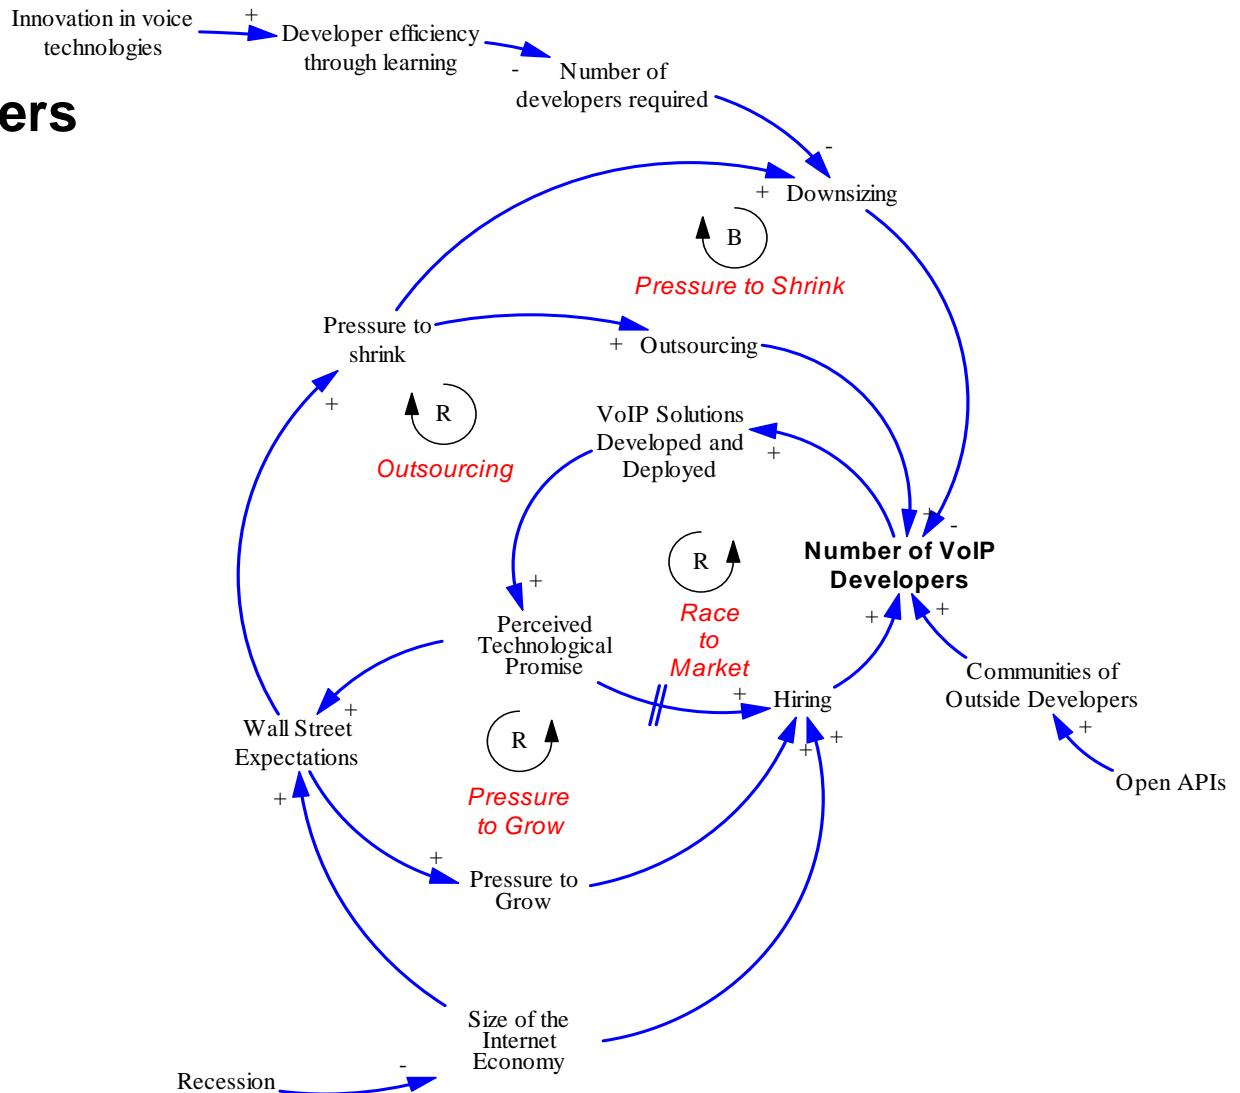 Innovation in voice
technologies
+
Developer efficiency
through learning
-
Number of
developers required
ers
-
+ Downsizing
B
Pressure to Shrink
Pressure to
shrink
+ Outsourcing
+
R
Outsourcing
VoIP Solutions
Developed and
Deployed
+
+
-
Number of VoIP
Developers
R
Race
to
Market
+
Perceived
Technological
Promise
+
+
Communities of
Outside Developers
+
Open APIs
+
Hiring
+
+
+
Wall Street
Expectations
+
R
Pressure
to Grow
+
Pressure to
Grow
Size of the
Internet
Economy
-
Recession